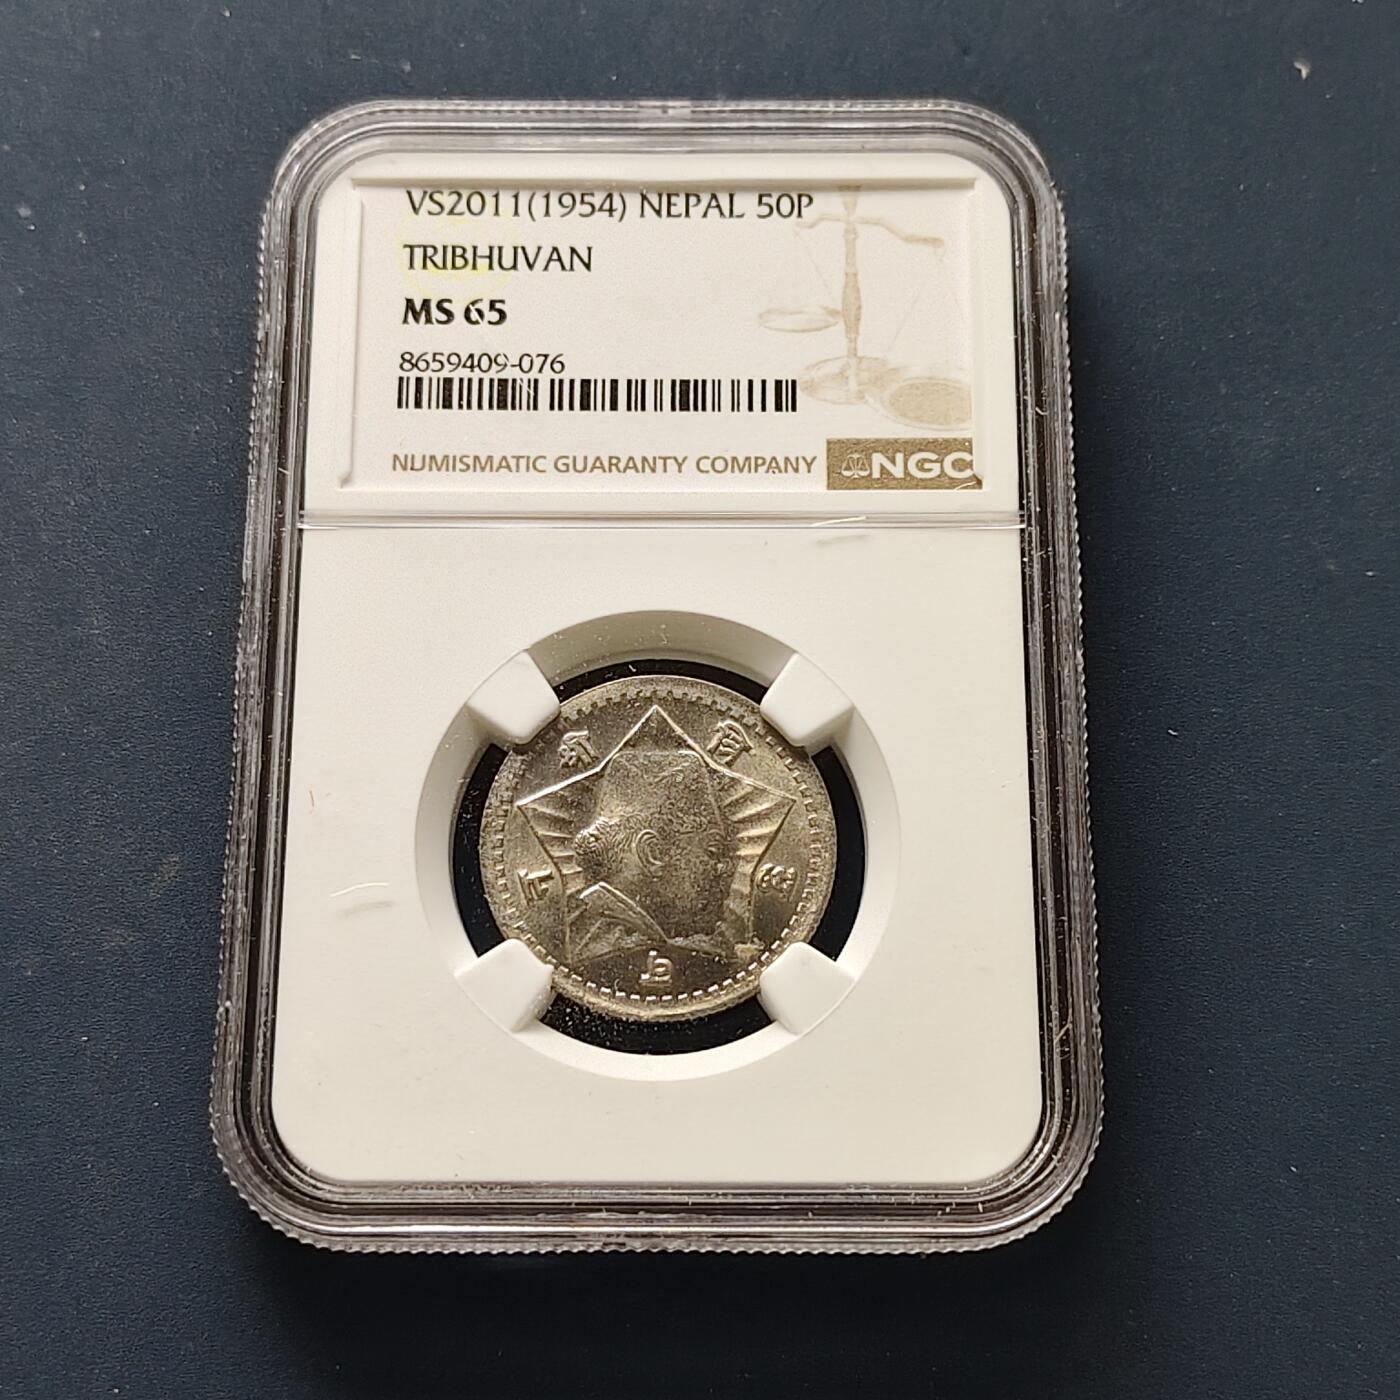 VS2011(1954) NEPAL 50P
TRIBHUVAN
MS 65
8659409-076
NUMISMATIC GUARANTY COMPANY NGC
श्री